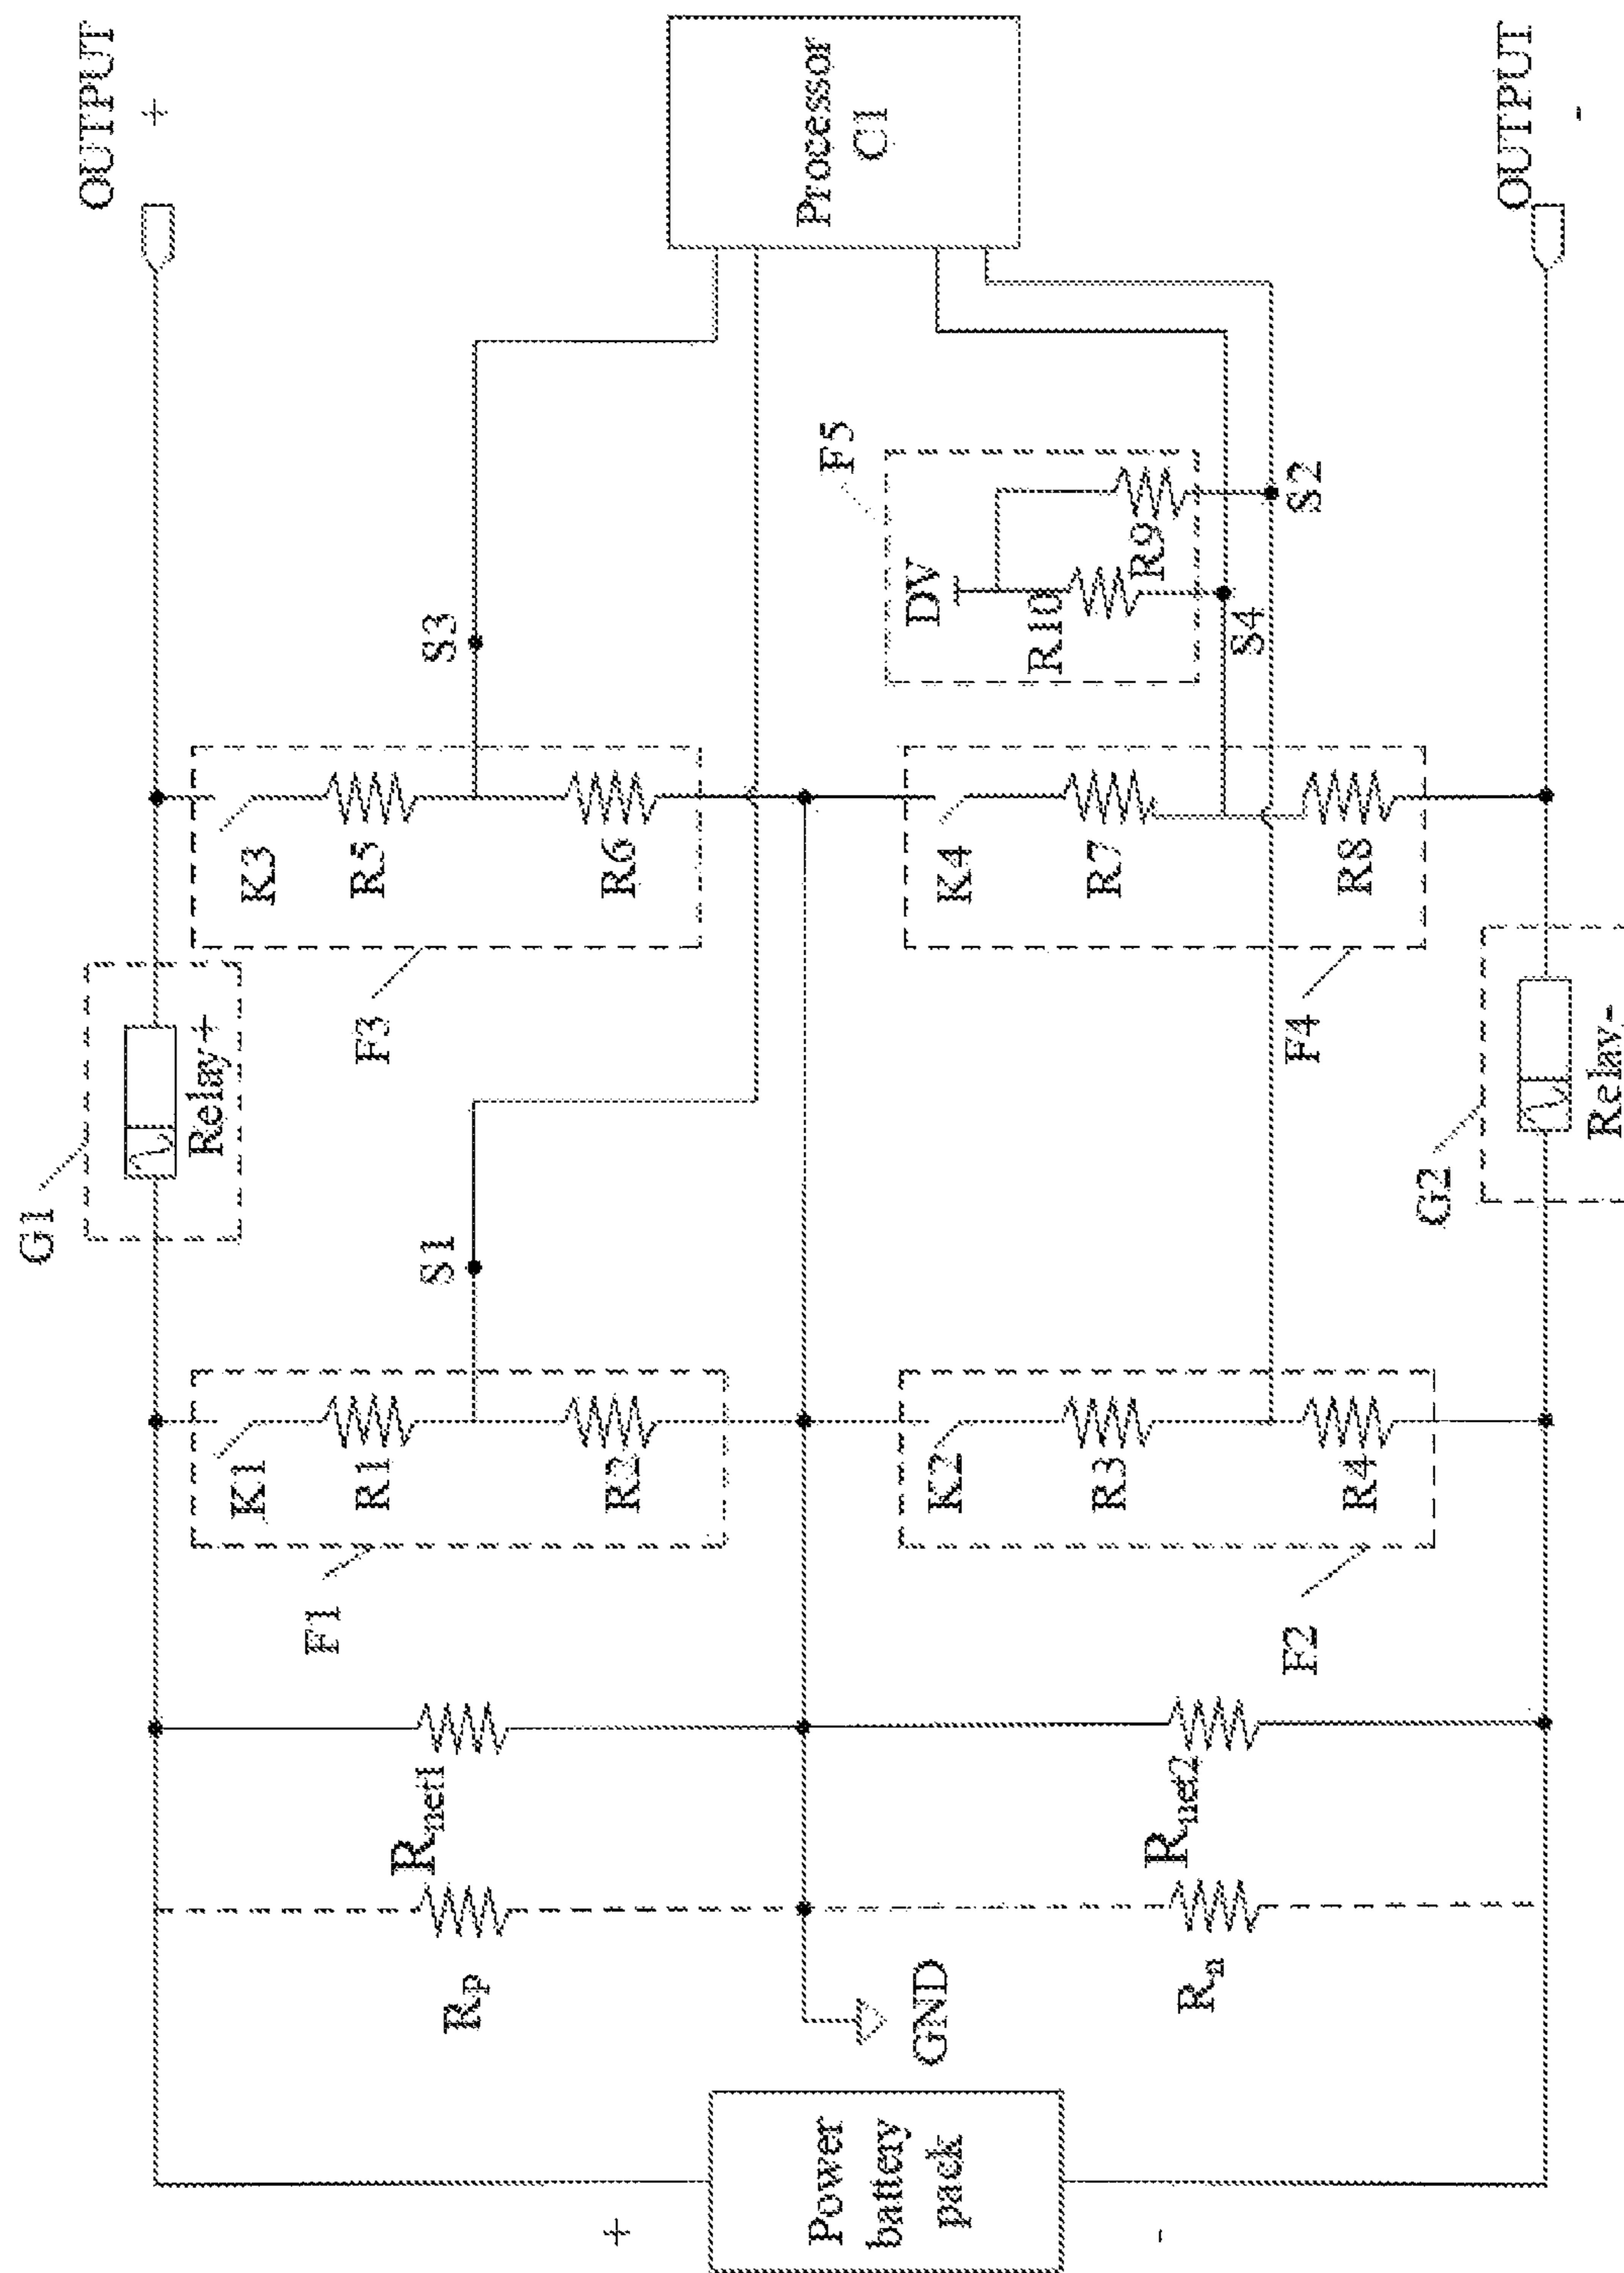 OUTPUT
+
Processor
C1
OUTPUT
-
F5
DV
R10
R9
S4
S2
S3
K3
R5
R6
K4
R7
R8
G1
Relay+
F3
F4
G2
Relay-
S1
K1
R1
R2
K2
R3
R4
F1
F2
Rnet1
Rnet2
Rp
Rn
GND
+
Power
battery
pack
-